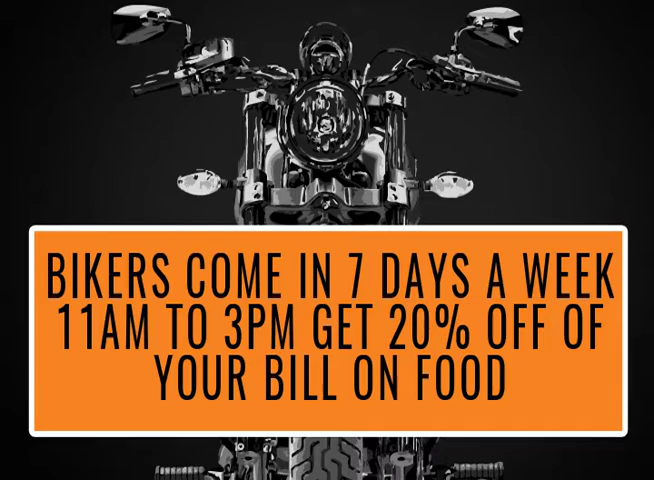 BIKERS COME IN 7 DAYS A WEEK
11AM TO 3PM GET 20% OFF OF
YOUR BILL ON FOOD